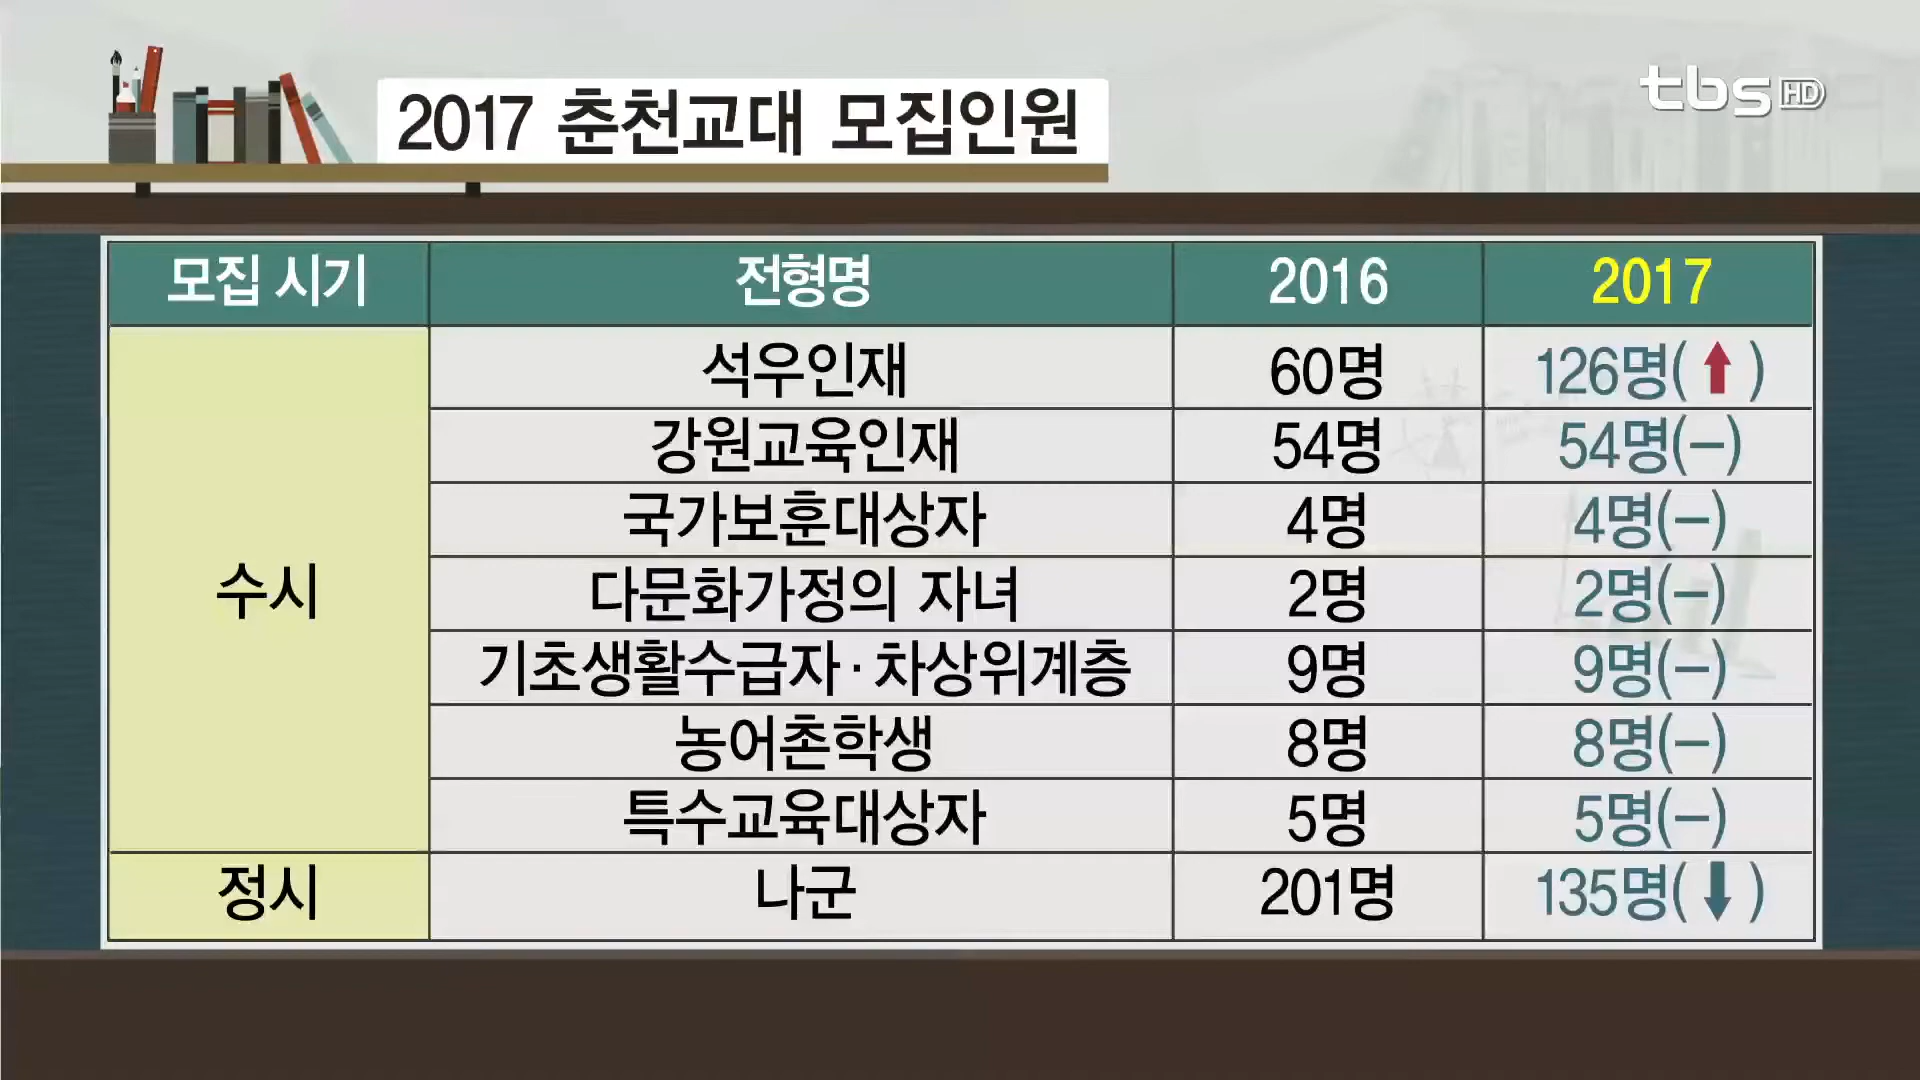 2017 춘천교대 모집인원
tbs HD
모집 시기 전형명 2016 2017
수시
석우인재 60명 126명(↑)
강원교육인재 54명 54명(–)
국가보훈대상자 4명 4명(–)
다문화가정의 자녀 2명 2명(–)
기초생활수급자·차상위계층 9명 9명(–)
농어촌학생 8명 8명(–)
특수교육대상자 5명 5명(–)
정시 나군 201명 135명(↓)